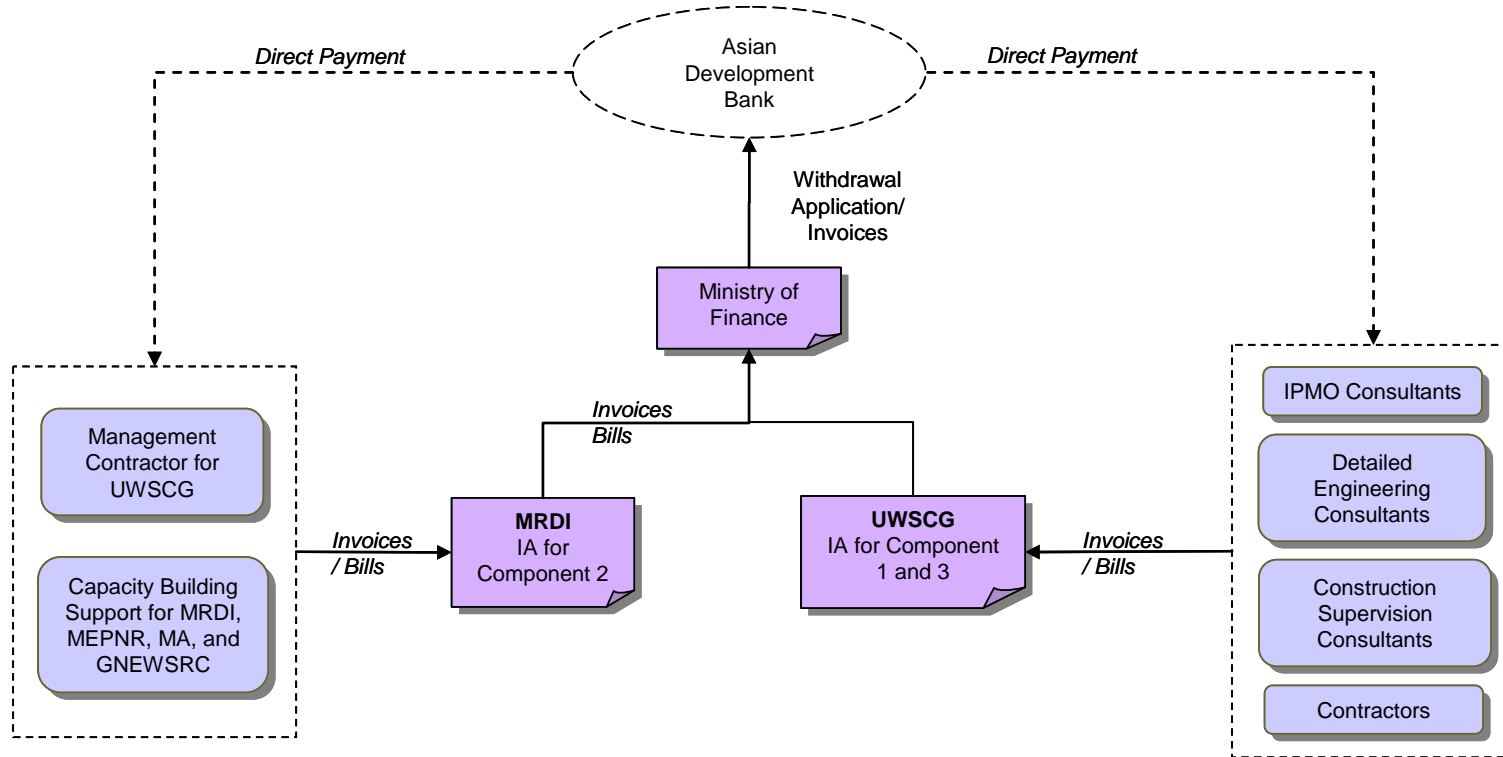 Direct Payment
Asian
Development
Bank
Direct Payment
Withdrawal
Application/
Invoices
Ministry of
Finance
Invoices
Bills
Management
Contractor for
UWSCG
Capacity Building
Support for MRDI,
MEPNR, MA, and
GNEWSRC
Invoices
/ Bills
MRDI
IA for
Component 2
UWSCG
IA for Component
1 and 3
Invoices
/ Bills
IPMO Consultants
Detailed
Engineering
Consultants
Construction
Supervision
Consultants
Contractors